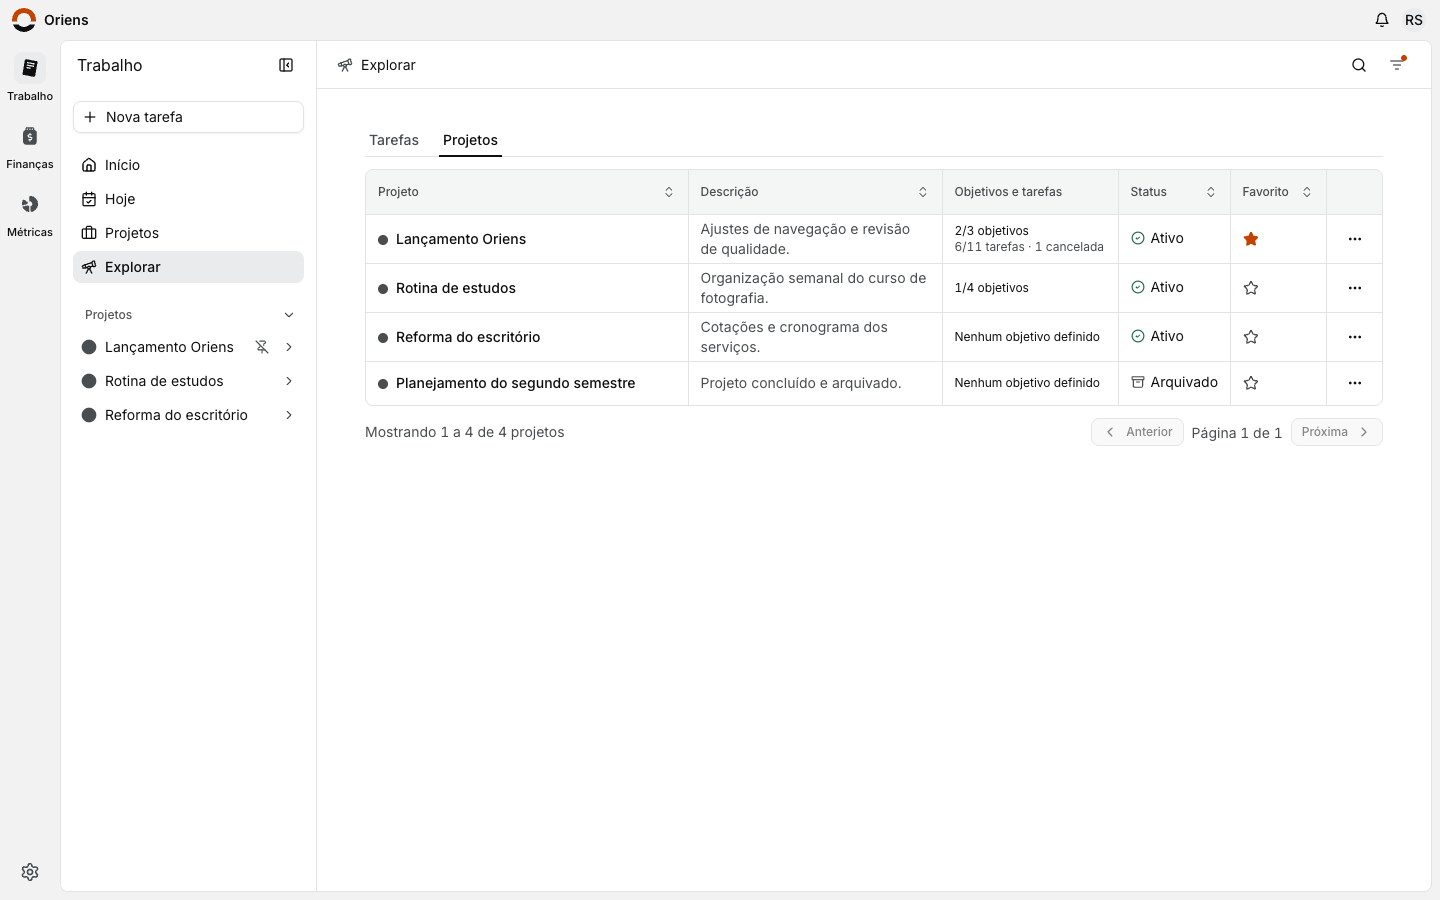 Oriens
RS
Trabalho
Finanças
Métricas
Trabalho
Nova tarefa
Início
Hoje
Projetos
Explorar
Projetos
Lançamento Oriens
Rotina de estudos
Reforma do escritório
Explorar
Tarefas
Projetos
Projeto
Descrição
Objetivos e tarefas
Status
Favorito
Lançamento Oriens
Ajustes de navegação e revisão
de qualidade.
2/3 objetivos
6/11 tarefas · 1 cancelada
Ativo
Rotina de estudos
Organização semanal do curso de
fotografia.
1/4 objetivos
Ativo
Reforma do escritório
Cotações e cronograma dos
serviços.
Nenhum objetivo definido
Ativo
Planejamento do segundo semestre
Projeto concluído e arquivado.
Nenhum objetivo definido
Arquivado
Mostrando 1 a 4 de 4 projetos
Anterior
Página 1 de 1
Próxima